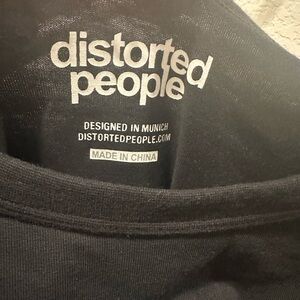 distorted
people
DESIGNED IN MUNICH
DISTORTEDPEOPLE.COM
MADE IN CHINA